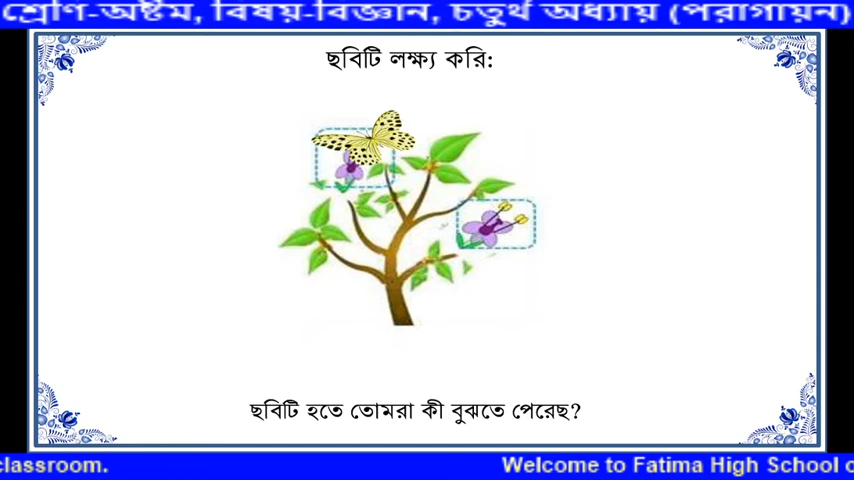 শ্রেণি-অষ্টম, বিষয়-বিজ্ঞান, চতুর্থ অধ্যায় (পরাগায়ন)
ছবিটি লক্ষ্য করি:
ছবিটি হতে তোমরা কী বুঝতে পেরেছ?
classroom. Welcome to Fatima High School